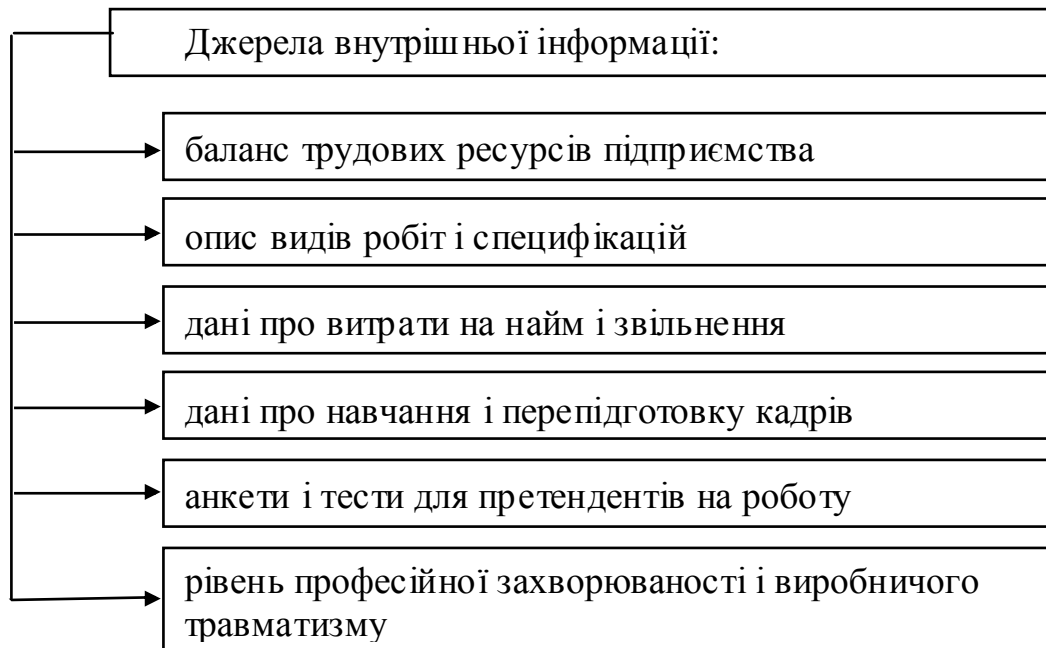 Джерела внутрішньої інформації:
баланс трудових ресурсів підприємства
опис видів робіт і специфікацій
дані про витрати на найм і звільнення
дані про навчання і перепідготовку кадрів
анкети і тести для претендентів на роботу
рівень професійної захворюваності і виробничого
травматизму